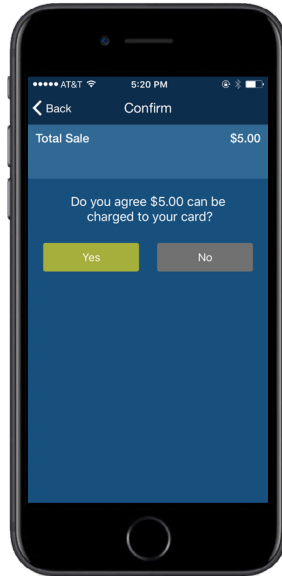 AT&T 5:20 PM
Back Confirm
Total Sale $5.00
Do you agree $5.00 can be
charged to your card?
Yes No